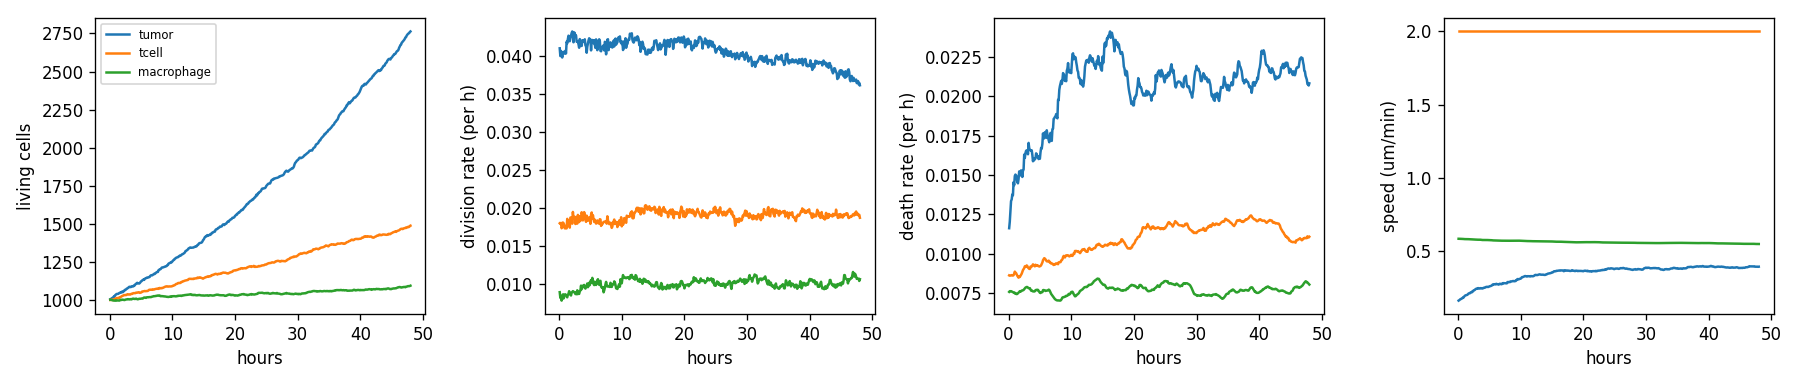 living cells
2750
2500
2250
2000
1750
1500
1250
1000
tumor
tcell
macrophage
0 10 20 30 40 50
hours
division rate (per h)
0.040
0.035
0.030
0.025
0.020
0.015
0.010
0 10 20 30 40 50
hours
death rate (per h)
0.0225
0.0200
0.0175
0.0150
0.0125
0.0100
0.0075
0 10 20 30 40 50
hours
speed (um/min)
2.0
1.5
1.0
0.5
0 10 20 30 40 50
hours